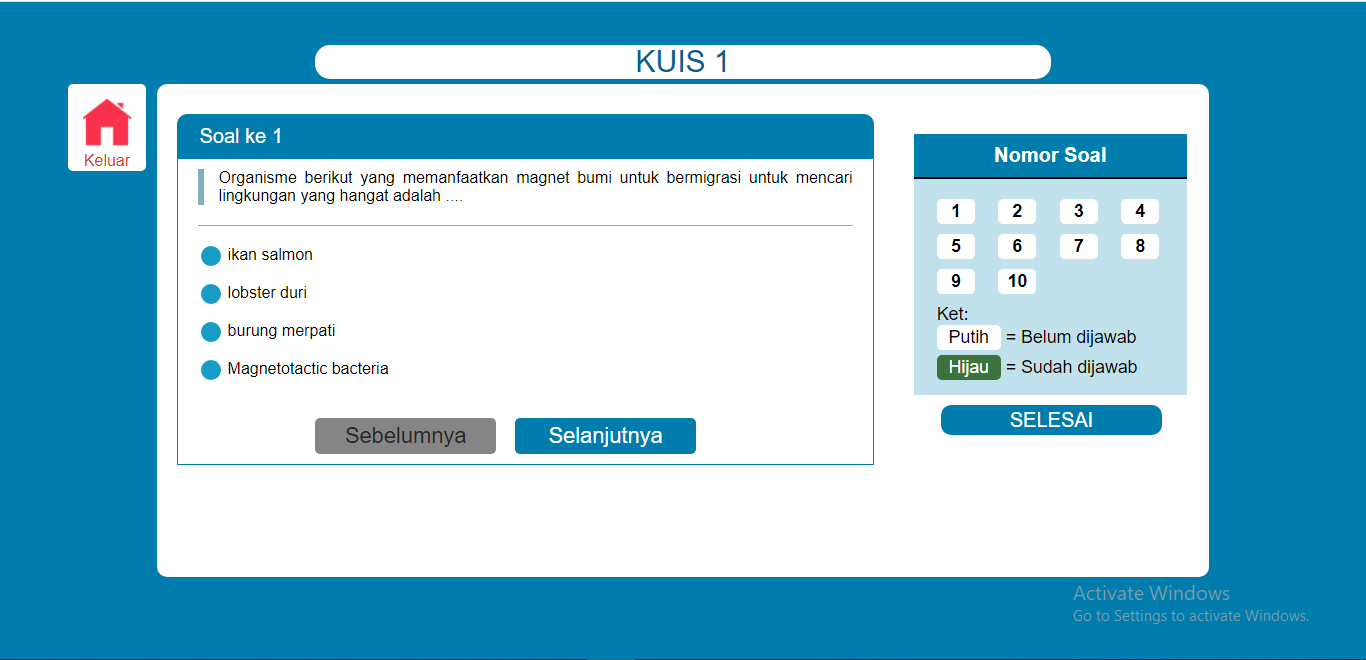 KUIS 1
Keluar
Soal ke 1
Organisme berikut yang memanfaatkan magnet bumi untuk bermigrasi untuk mencari
lingkungan yang hangat adalah ....
ikan salmon
lobster duri
burung merpati
Magnetotactic bacteria
Sebelumnya
Selanjutnya
Nomor Soal
1 2 3 4
5 6 7 8
9 10
Ket:
Putih = Belum dijawab
Hijau = Sudah dijawab
SELESAI
Activate Windows
Go to Settings to activate Windows.